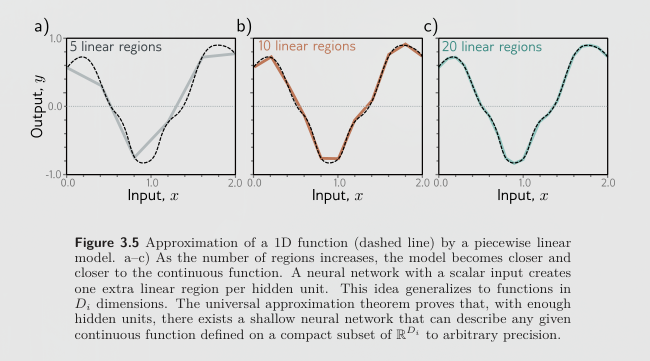 a)
b)
c)
5 linear regions
10 linear regions
20 linear regions
Output, y
1.0
0.0
-1.0
0.0 1.0 2.0
0.0 1.0 2.0
0.0 1.0 2.0
Input, x
Input, x
Input, x
Figure 3.5 Approximation of a 1D function (dashed line) by a piecewise linear
model. a–c) As the number of regions increases, the model becomes closer and
closer to the continuous function. A neural network with a scalar input creates
one extra linear region per hidden unit. This idea generalizes to functions in
Dᵢ dimensions. The universal approximation theorem proves that, with enough
hidden units, there exists a shallow neural network that can describe any given
continuous function defined on a compact subset of ℝ^Dᵢ to arbitrary precision.